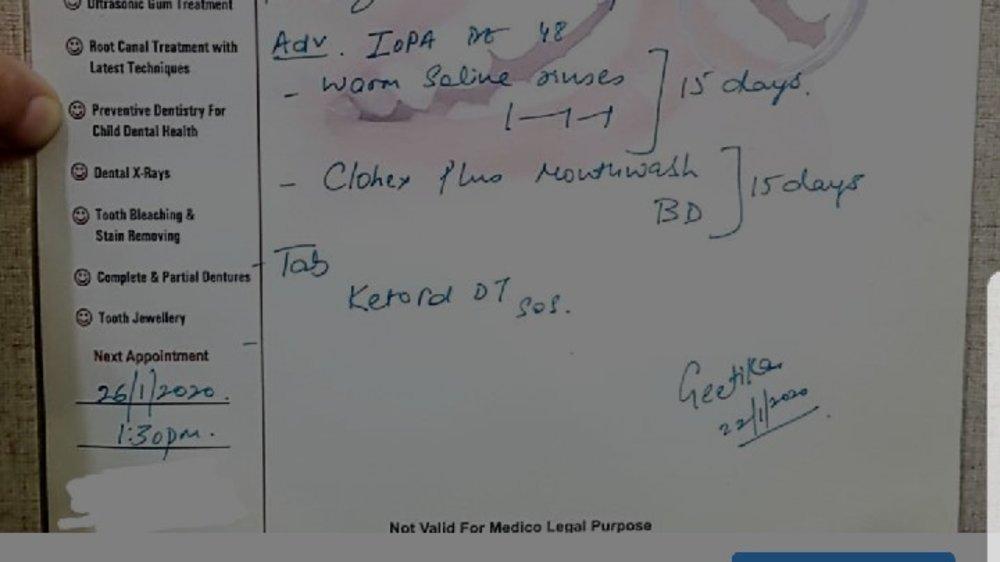 Ultrasonic Gum Treatment
Root Canal Treatment with
Latest Techniques
Preventive Dentistry For
Child Dental Health
Dental X-Rays
Tooth Bleaching &
Stain Removing
Complete & Partial Dentures
Tooth Jewellery
Next Appointment
26/1/2020.
1:30pm.
Adv. IOPA 48
- Warm Saline rinses ] 15 days.
1-1-1
- Clohex Plus Mouthwash ] 15 days
BD
Tab
Ketorol DT SOS.
Geetika
22/1/2020
Not Valid For Medico Legal Purpose